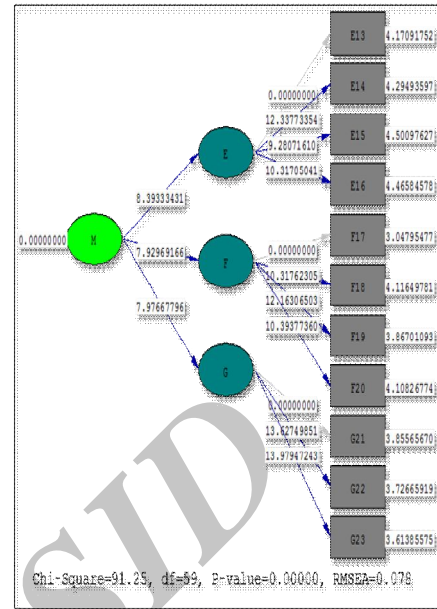 E13 4.17091752
0.00000000
E14 4.29493597
12.33773354
E15 4.50097627
9.28071610
E
10.31705041
E16 4.46584578
8.39333431
F17 3.04795477
0.00000000 M
0.00000000
7.92969166
F
10.31762305
F18 4.11649781
12.16306503
7.97667796
F19 3.86701093
10.39377360
G
F20 4.10826774
0.00000000
G21 3.85565670
13.62749851
13.97947243
G22 3.72665919
G23 3.61385575
SID
Chi-Square=91.25, df=59, P-value=0.00000, RMSEA=0.078